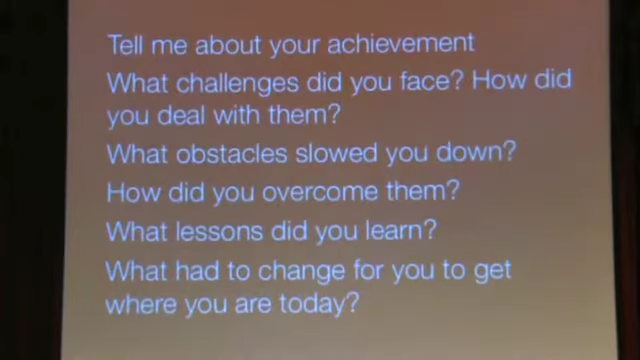 Tell me about your achievement
What challenges did you face? How did
you deal with them?
What obstacles slowed you down?
How did you overcome them?
What lessons did you learn?
What had to change for you to get
where you are today?